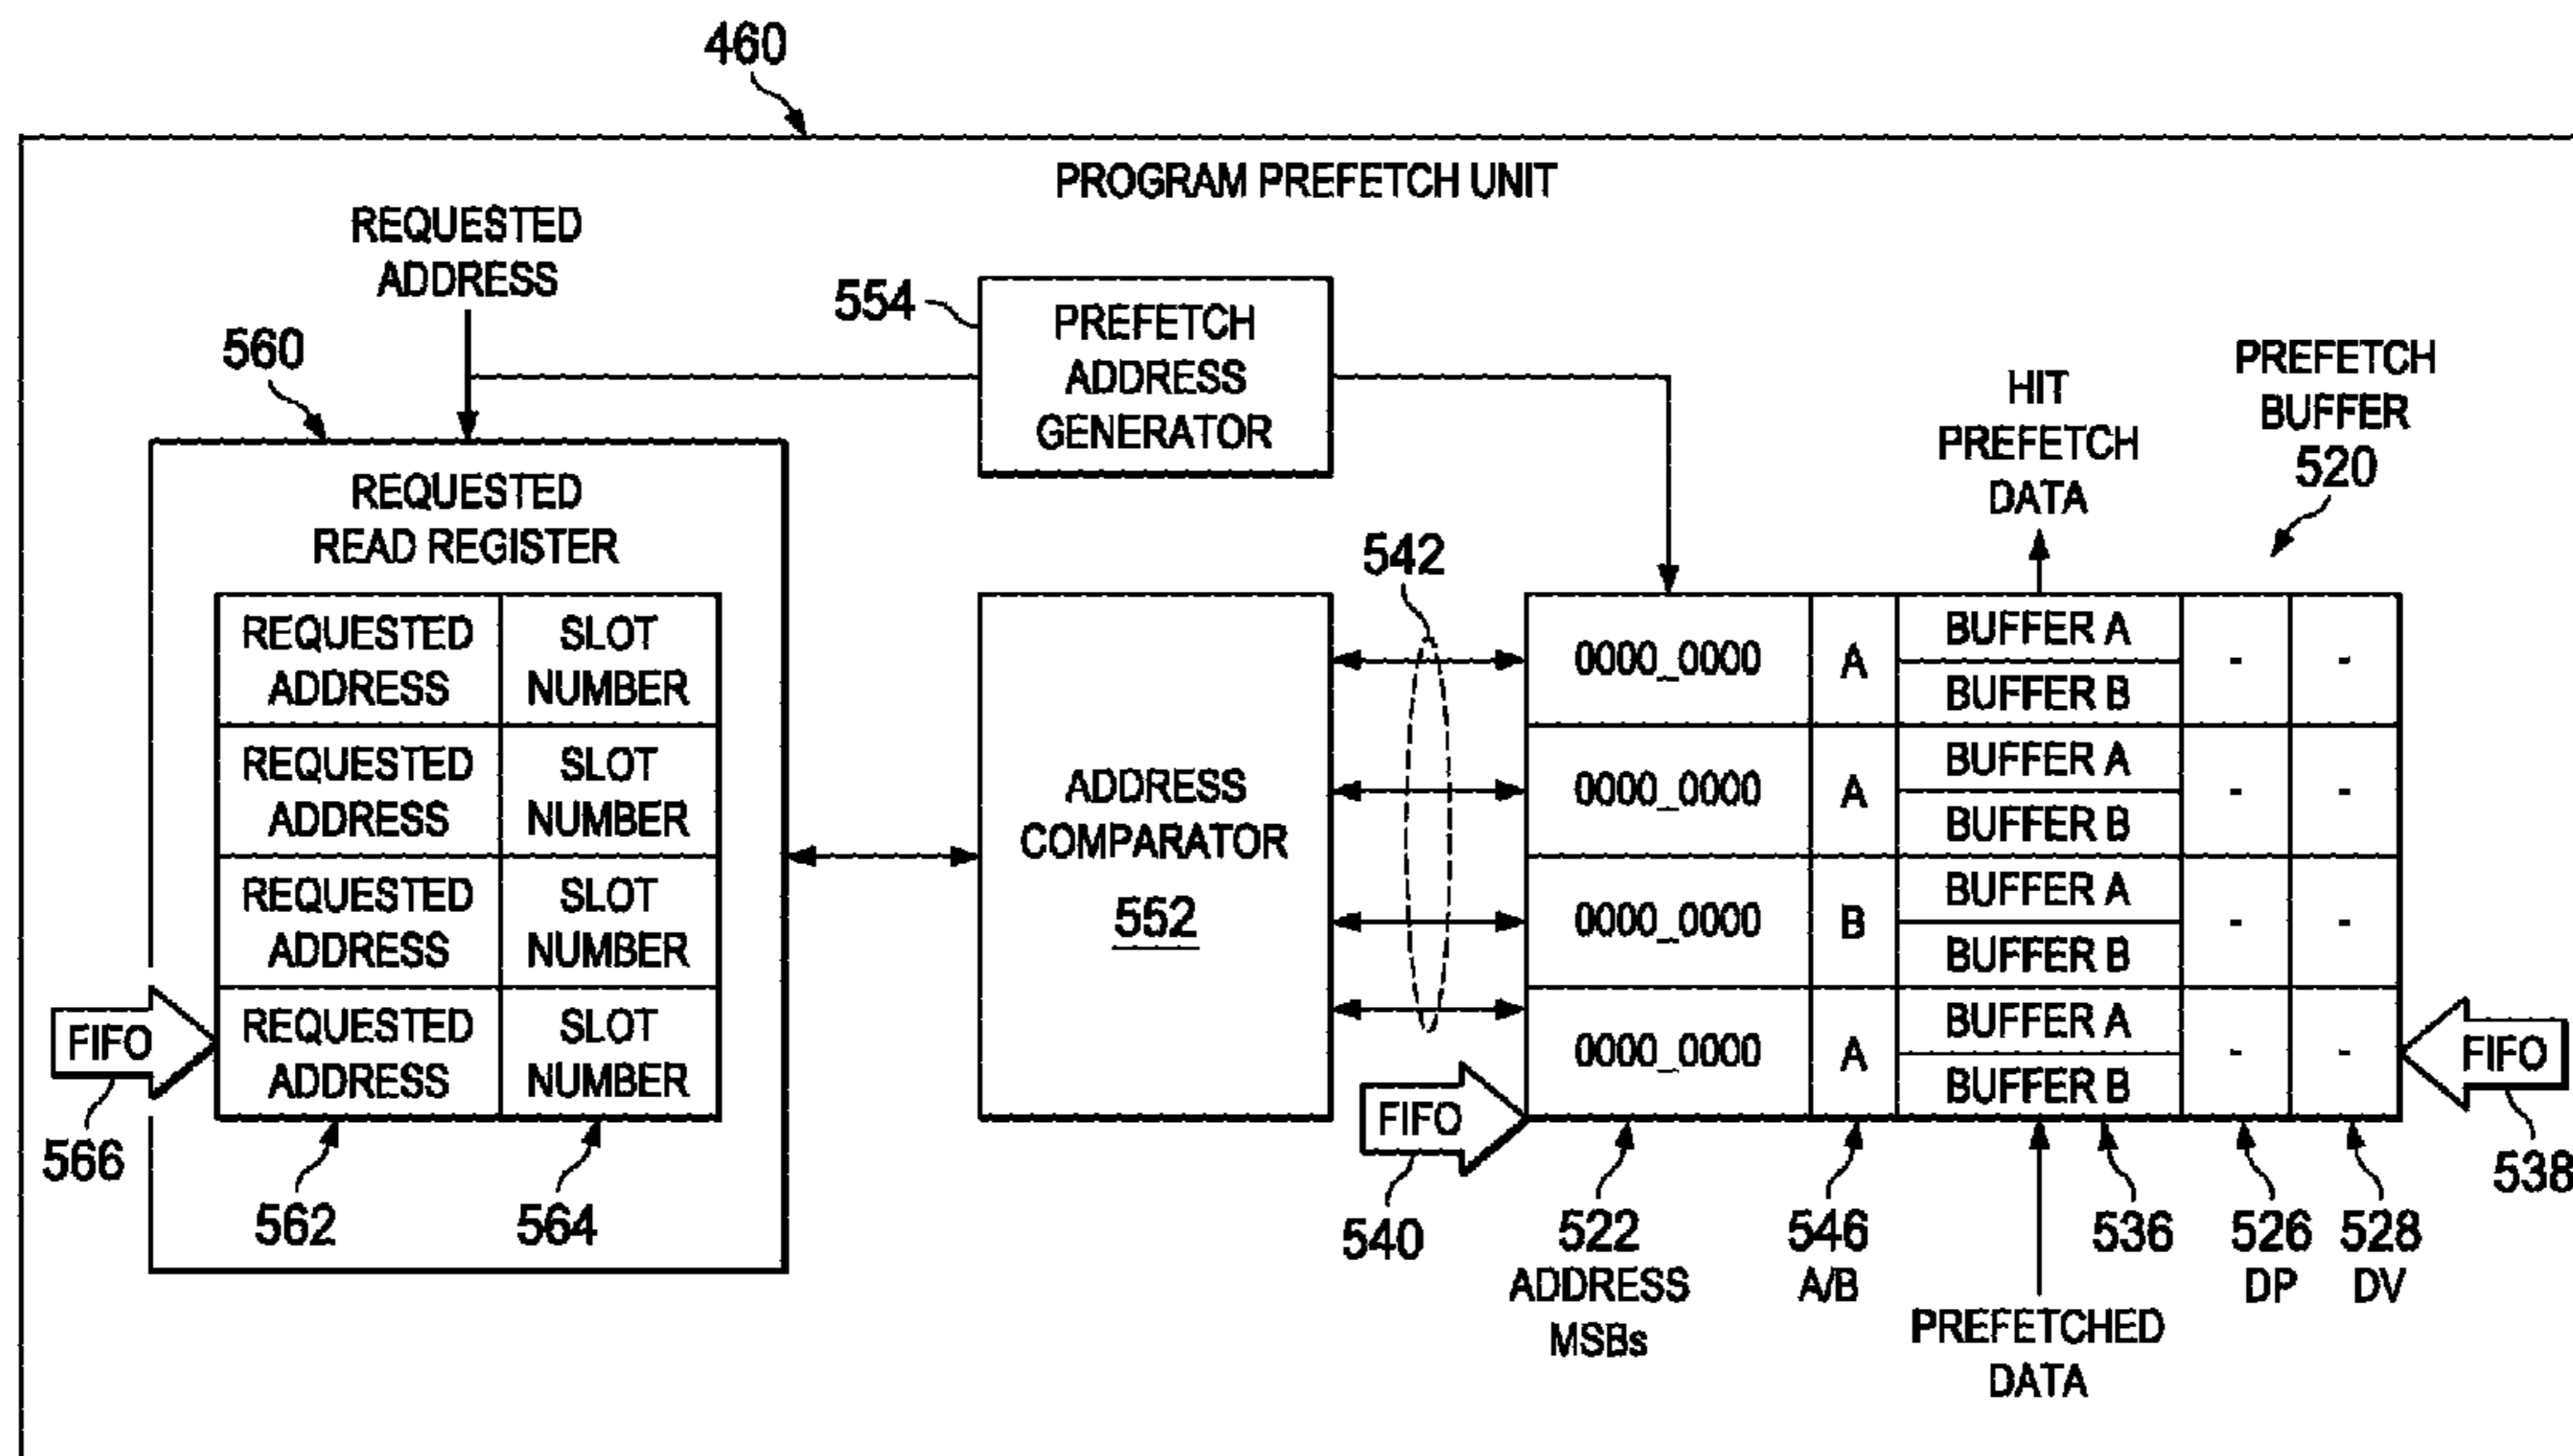 460
PROGRAM PREFETCH UNIT
REQUESTED
ADDRESS
554
PREFETCH
ADDRESS
GENERATOR
560
HIT
PREFETCH
DATA
PREFETCH
BUFFER
520
REQUESTED
READ REGISTER
REQUESTED
ADDRESS
SLOT
NUMBER
REQUESTED
ADDRESS
SLOT
NUMBER
REQUESTED
ADDRESS
SLOT
NUMBER
REQUESTED
ADDRESS
SLOT
NUMBER
FIFO
566
562
564
ADDRESS
COMPARATOR
552
542
0000_0000
A
BUFFER A
BUFFER B
-
-
0000_0000
A
BUFFER A
BUFFER B
-
-
0000_0000
B
BUFFER A
BUFFER B
-
-
0000_0000
A
BUFFER A
BUFFER B
-
-
FIFO
540
FIFO
538
522
ADDRESS
MSBs
546
A/B
536
526
DP
528
DV
PREFETCHED
DATA